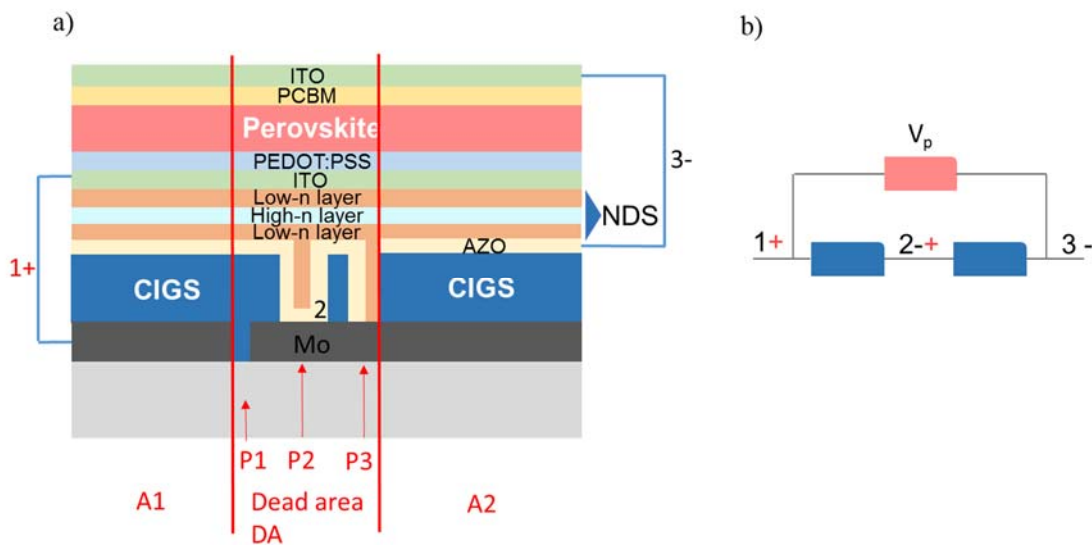 a)
ITO
PCBM
Perovskite
PEDOT:PSS
ITO
Low-n layer
High-n layer
Low-n layer
AZO
CIGS
CIGS
2
Mo
1+
3-
NDS
P1
P2
P3
A1
Dead area
DA
A2
b)
Vₚ
1+
2-+
3 -